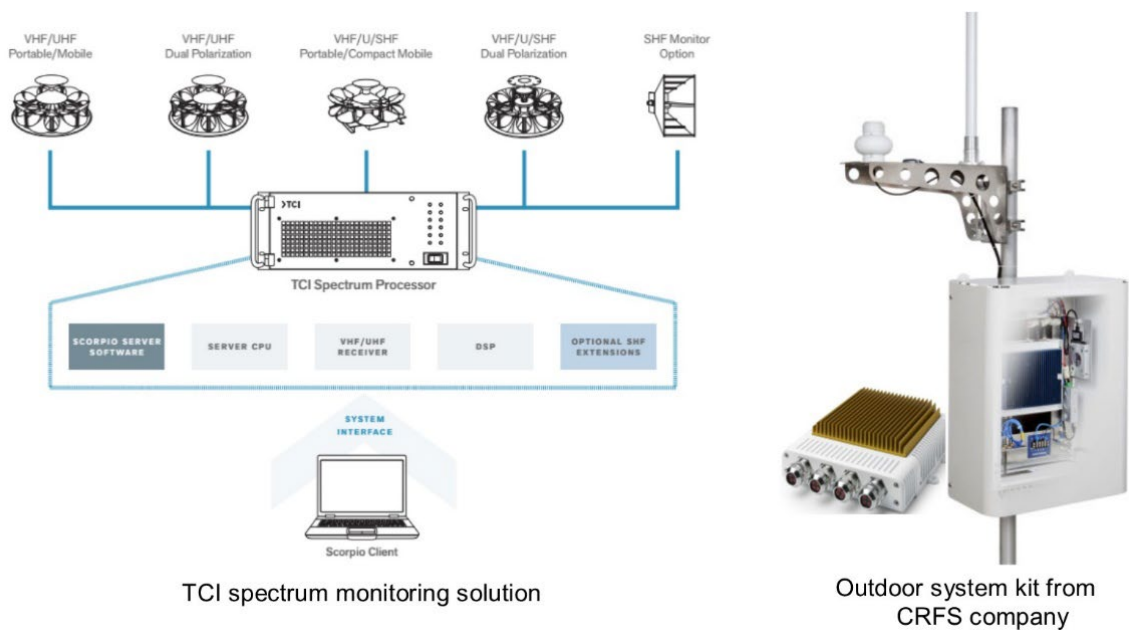 VHF/UHF
Portable/Mobile
VHF/UHF
Dual Polarization
VHF/U/SHF
Portable/Compact Mobile
VHF/U/SHF
Dual Polarization
SHF Monitor
Option
TCI
TCI Spectrum Processor
SCORPIO SERVER
SOFTWARE
SERVER CPU
VHF/UHF
RECEIVER
DSP
OPTIONAL SHF
EXTENSIONS
SYSTEM
INTERFACE
Scorpio Client
TCI spectrum monitoring solution
Outdoor system kit from
CRFS company